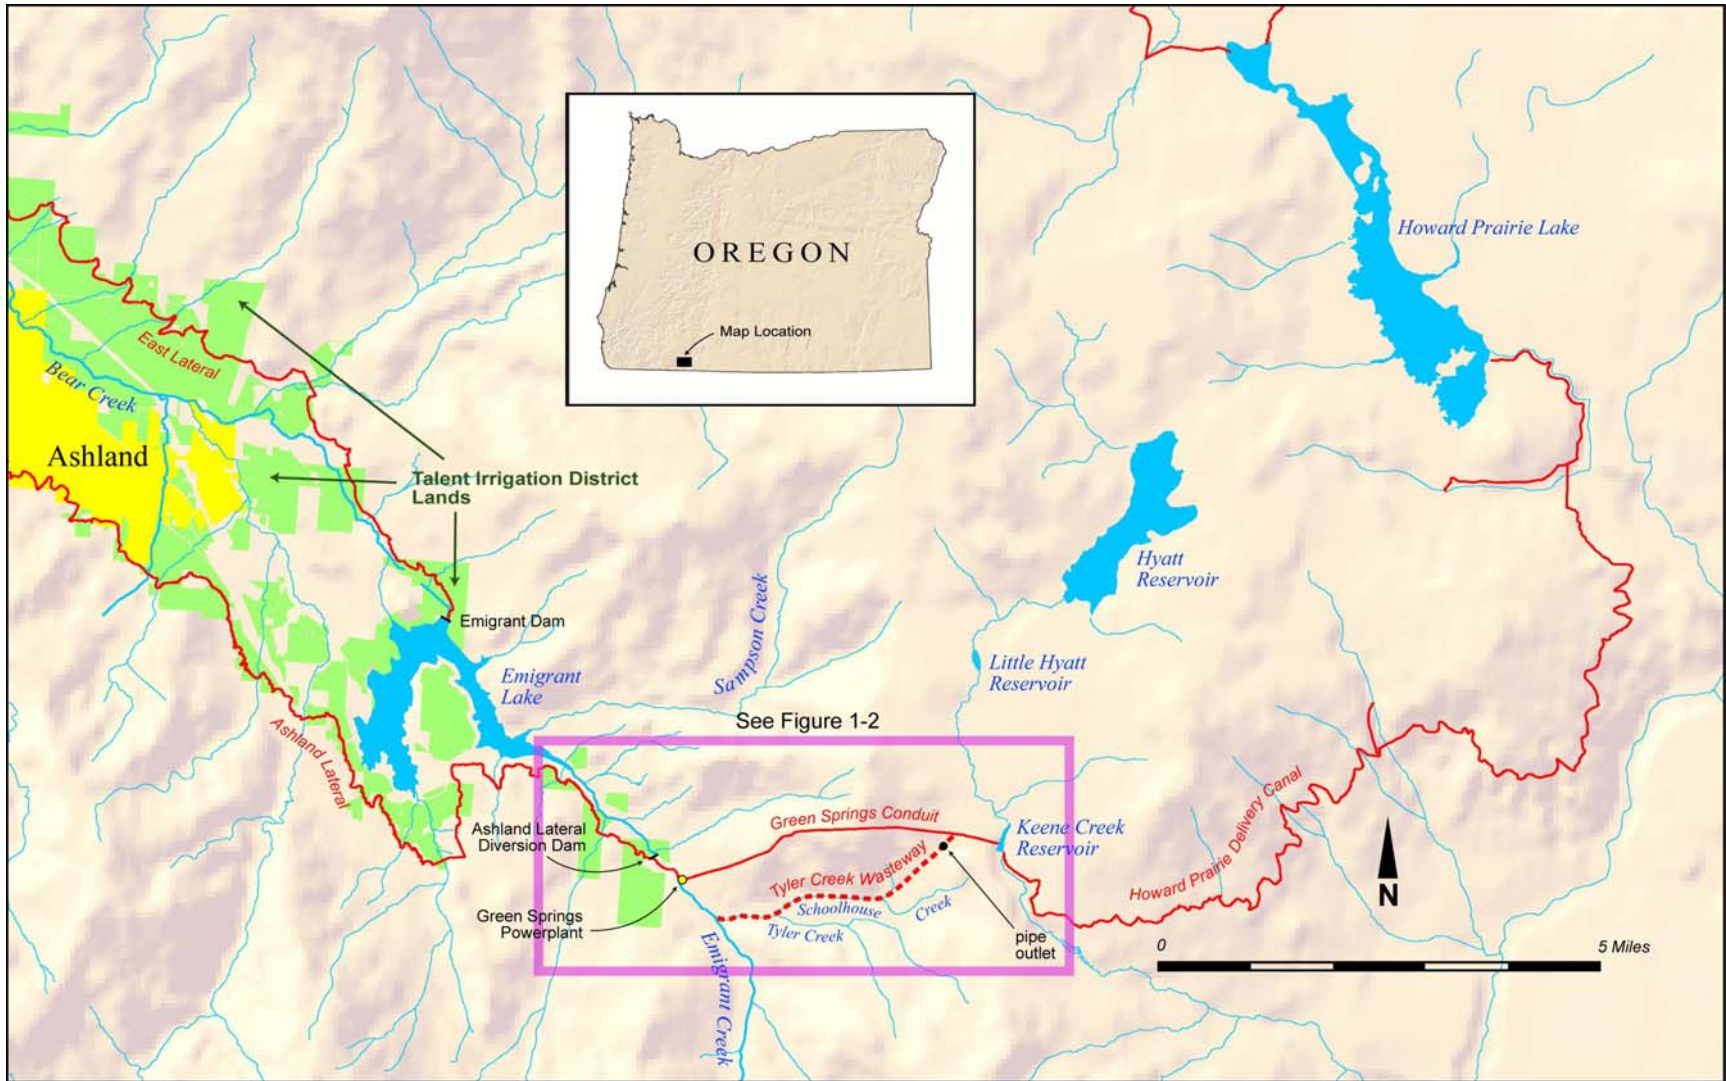 OREGON
Map Location
Howard Prairie Lake
East Lateral
Bear Creek
Ashland
Talent Irrigation District
Lands
Hyatt
Reservoir
Emigrant Dam
Sampson Creek
Little Hyatt
Reservoir
Emigrant
Lake
Ashland Lateral
See Figure 1-2
Howard Prairie Delivery Canal
Green Springs Conduit
Keene Creek
Reservoir
Ashland Lateral
Diversion Dam
Tyler Creek Wasteway
Schoolhouse
Creek
Green Springs
Powerplant
Tyler Creek
pipe
outlet
Emigrant Creek
N
0
5 Miles